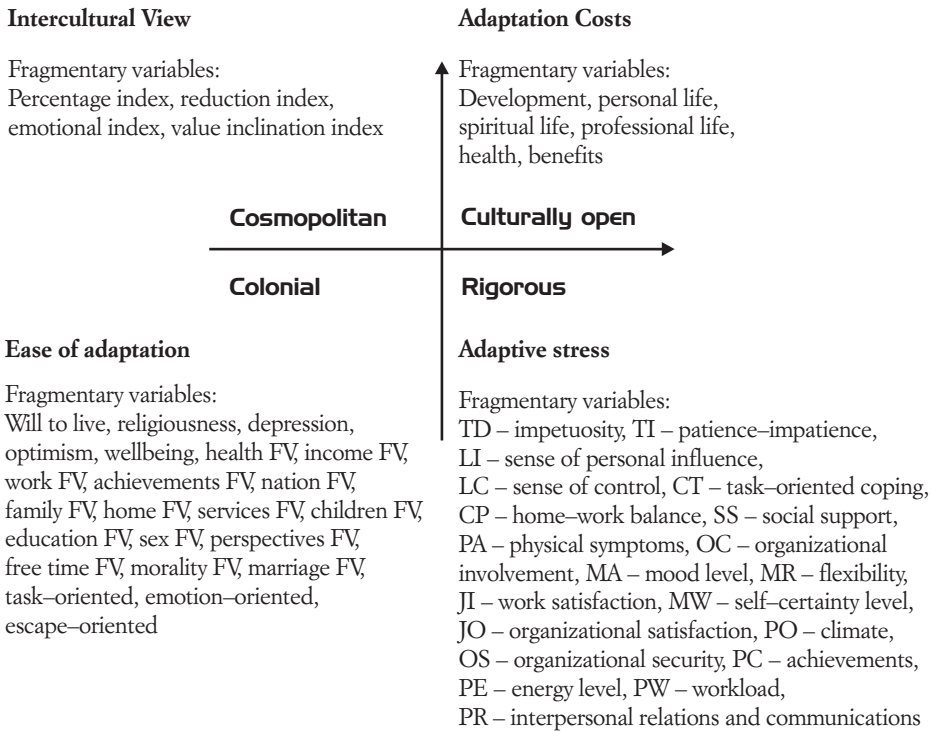 Intercultural View
Fragmentary variables:
Percentage index, reduction index,
emotional index, value inclination index
Adaptation Costs
Fragmentary variables:
Development, personal life,
spiritual life, professional life,
health, benefits
Cosmopolitan
Culturally open
Colonial
Rigorous
Ease of adaptation
Fragmentary variables:
Will to live, religiousness, depression,
optimism, wellbeing, health FV, income FV,
work FV, achievements FV, nation FV,
family FV, home FV, services FV, children FV,
education FV, sex FV, perspectives FV,
free time FV, morality FV, marriage FV,
task–oriented, emotion–oriented,
escape–oriented
Adaptive stress
Fragmentary variables:
TD – impetuosity, TI – patience–impatience,
LI – sense of personal influence,
LC – sense of control, CT – task–oriented coping,
CP – home–work balance, SS – social support,
PA – physical symptoms, OC – organizational
involvement, MA – mood level, MR – flexibility,
JI – work satisfaction, MW – self–certainty level,
JO – organizational satisfaction, PO – climate,
OS – organizational security, PC – achievements,
PE – energy level, PW – workload,
PR – interpersonal relations and communications